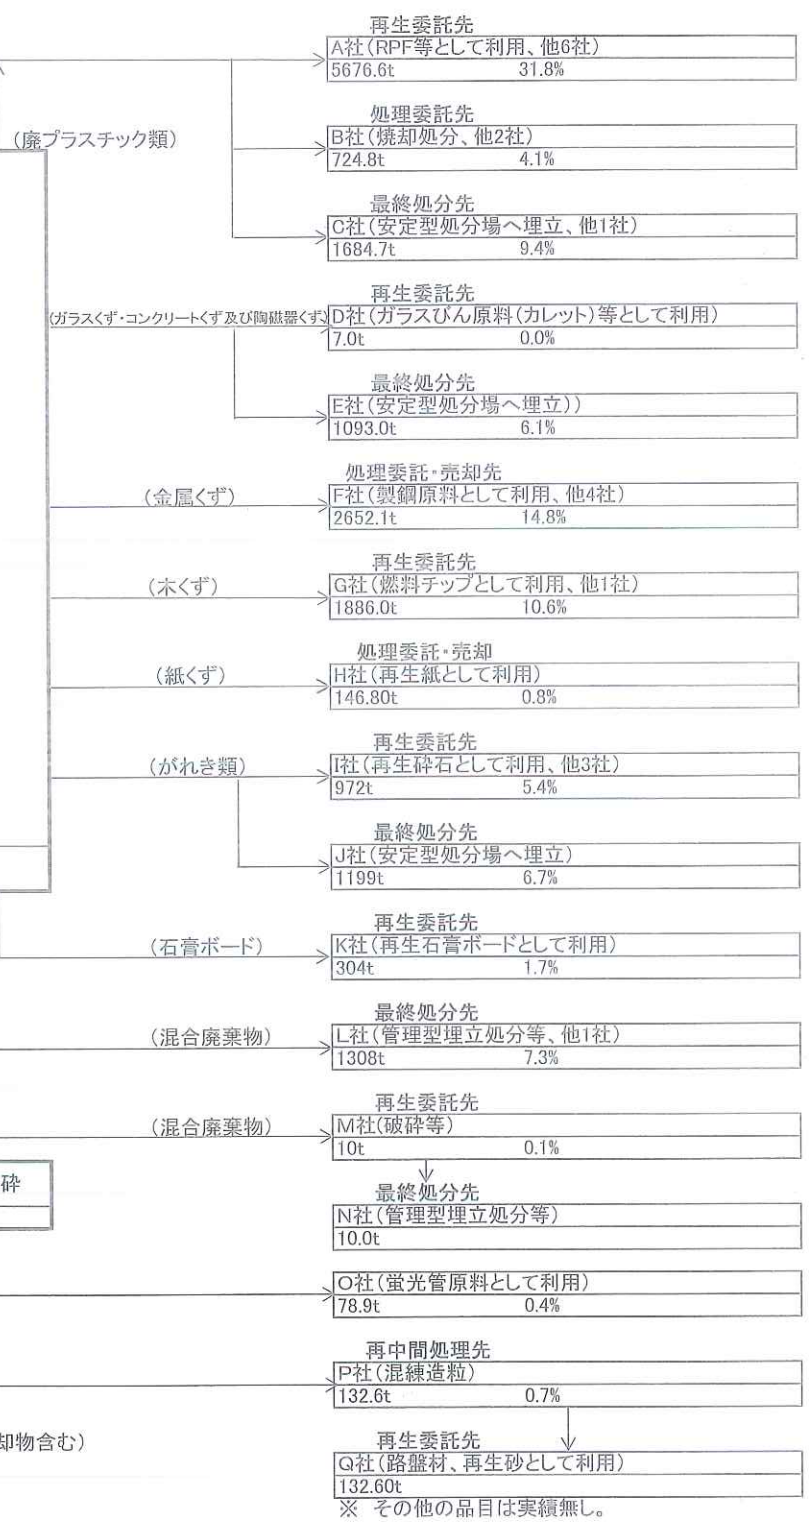 再生委託先
A社(RPF等として利用、他6社)
5676.6t 31.8%
(廃プラスチック類)
処理委託先
B社(焼却処分、他2社)
724.8t 4.1%
最終処分先
C社(安定型処分場へ埋立、他1社)
1684.7t 9.4%
再生委託先
(ガラスくず・コンクリートくず及び陶磁器くず)
D社(ガラスびん原料(カレット)等として利用)
7.0t 0.0%
最終処分先
E社(安定型処分場へ埋立))
1093.0t 6.1%
処理委託・売却先
(金属くず)
F社(製鋼原料として利用、他4社)
2652.1t 14.8%
再生委託先
(木くず)
G社(燃料チップとして利用、他1社)
1886.0t 10.6%
処理委託・売却
(紙くず)
H社(再生紙として利用)
146.80t 0.8%
再生委託先
(がれき類)
I社(再生砕石として利用、他3社)
972t 5.4%
最終処分先
J社(安定型処分場へ埋立)
1199t 6.7%
再生委託先
(石膏ボード)
K社(再生石膏ボードとして利用)
304t 1.7%
最終処分先
(混合廃棄物)
L社(管理型埋立処分等、他1社)
1308t 7.3%
再生委託先
(混合廃棄物)
M社(破砕等)
10t 0.1%
砕
最終処分先
N社(管理型埋立処分等)
10.0t
O社(蛍光管原料として利用)
78.9t 0.4%
再中間処理先
P社(混練造粒)
132.6t 0.7%
却物含む)
再生委託先
Q社(路盤材、再生砂として利用)
132.60t
※ その他の品目は実績無し。